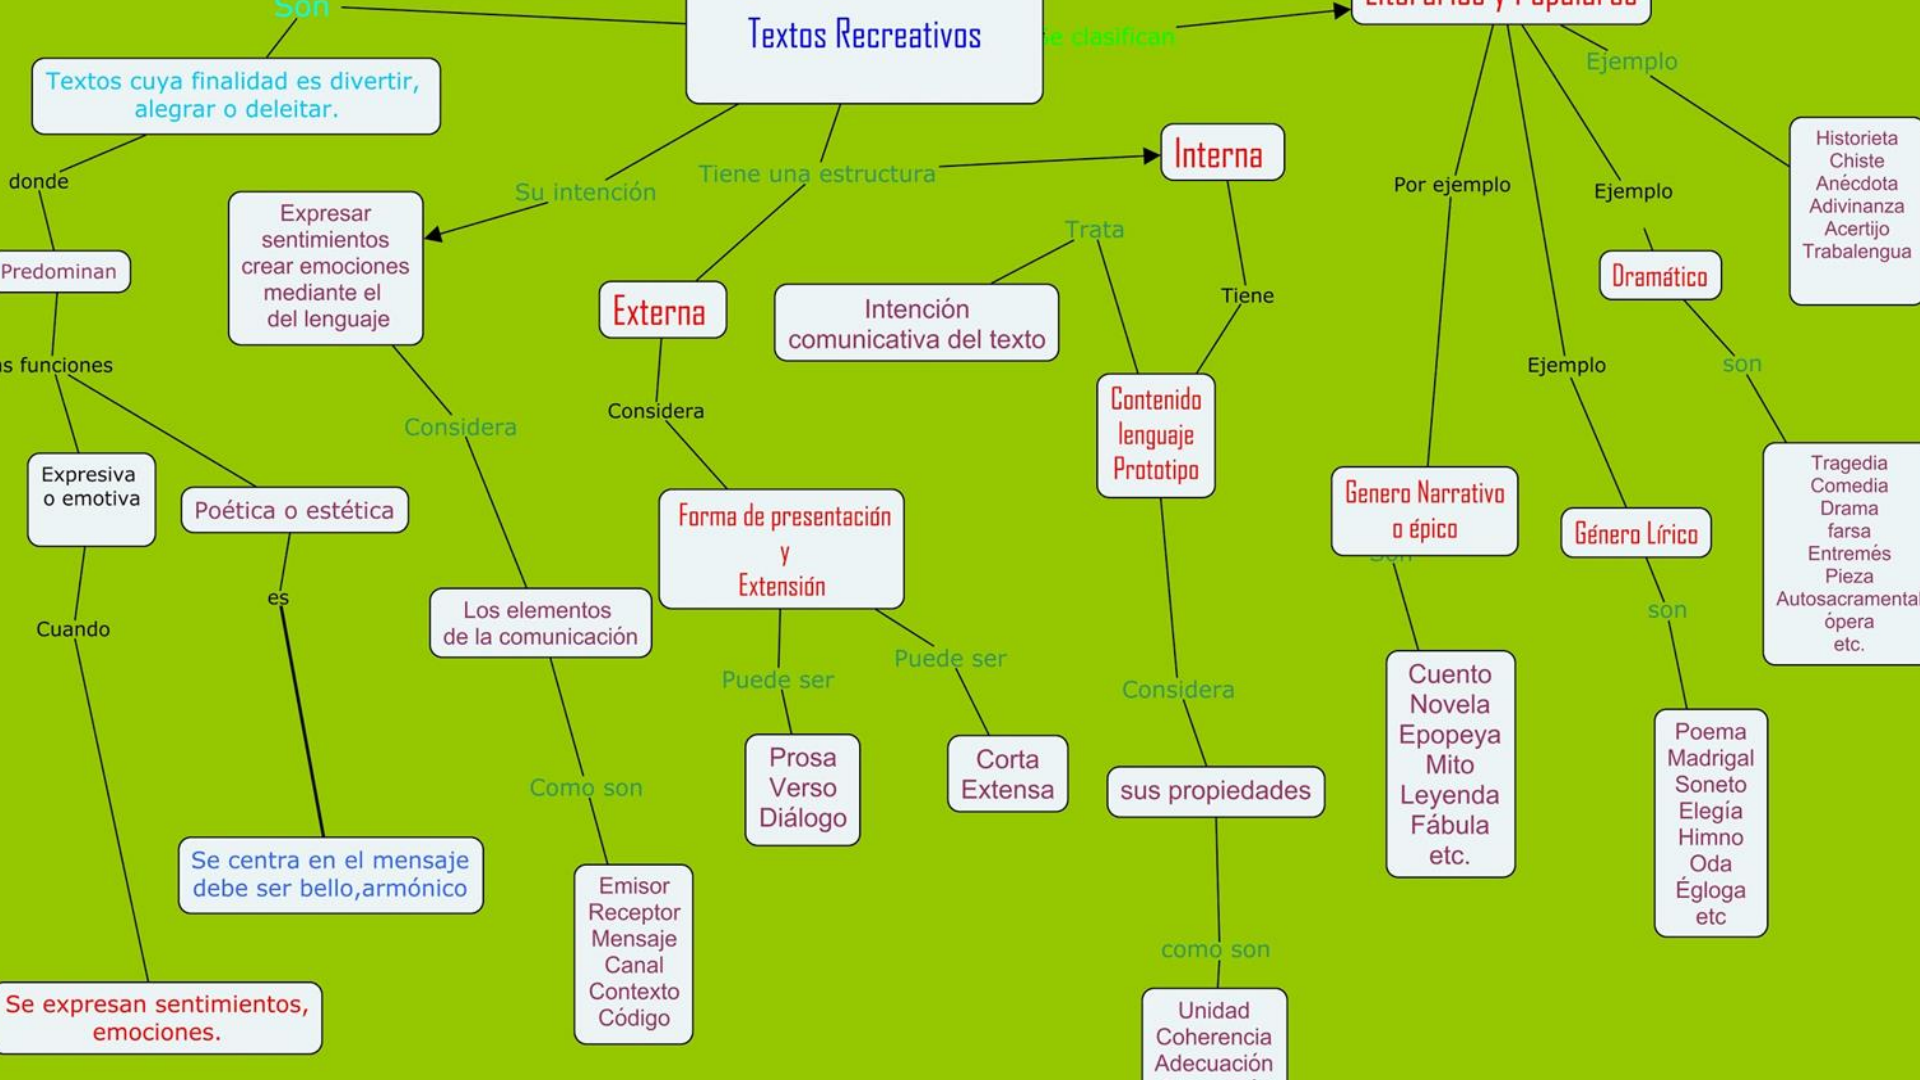 Son
Textos Recreativos
Se clasifican
Literarios y Populares
Textos cuya finalidad es divertir,
alegrar o deleitar.
donde
Predominan
funciones
Expresiva
o emotiva
Cuando
Se expresan sentimientos,
emociones.
Poética o estética
es
Se centra en el mensaje
debe ser bello,armónico
Su intención
Expresar
sentimientos
crear emociones
mediante el
del lenguaje
Considera
Los elementos
de la comunicación
Como son
Emisor
Receptor
Mensaje
Canal
Contexto
Código
Tiene una estructura
Externa
Considera
Forma de presentación
y
Extensión
Puede ser
Prosa
Verso
Diálogo
Puede ser
Corta
Extensa
Interna
Tiene
Trata
Intención
comunicativa del texto
Contenido
lenguaje
Prototipo
Considera
sus propiedades
como son
Unidad
Coherencia
Adecuación
Por ejemplo
Genero Narrativo
o épico
Son
Cuento
Novela
Epopeya
Mito
Leyenda
Fábula
etc.
Ejemplo
Género Lírico
son
Poema
Madrigal
Soneto
Elegía
Himno
Oda
Égloga
etc
Ejemplo
Dramático
son
Tragedia
Comedia
Drama
farsa
Entremés
Pieza
Autosacramental
ópera
etc.
Ejemplo
Historieta
Chiste
Anécdota
Adivinanza
Acertijo
Trabalengua